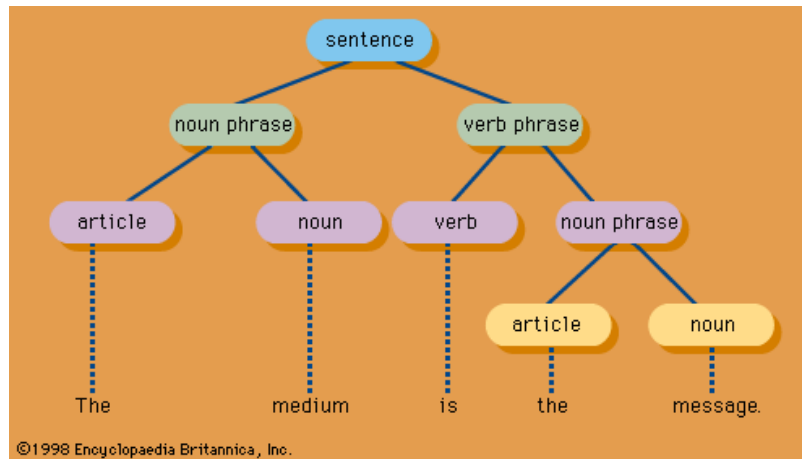 sentence
noun phrase verb phrase
article noun verb noun phrase
article noun
The medium is the message.
©1998 Encyclopaedia Britannica, Inc.